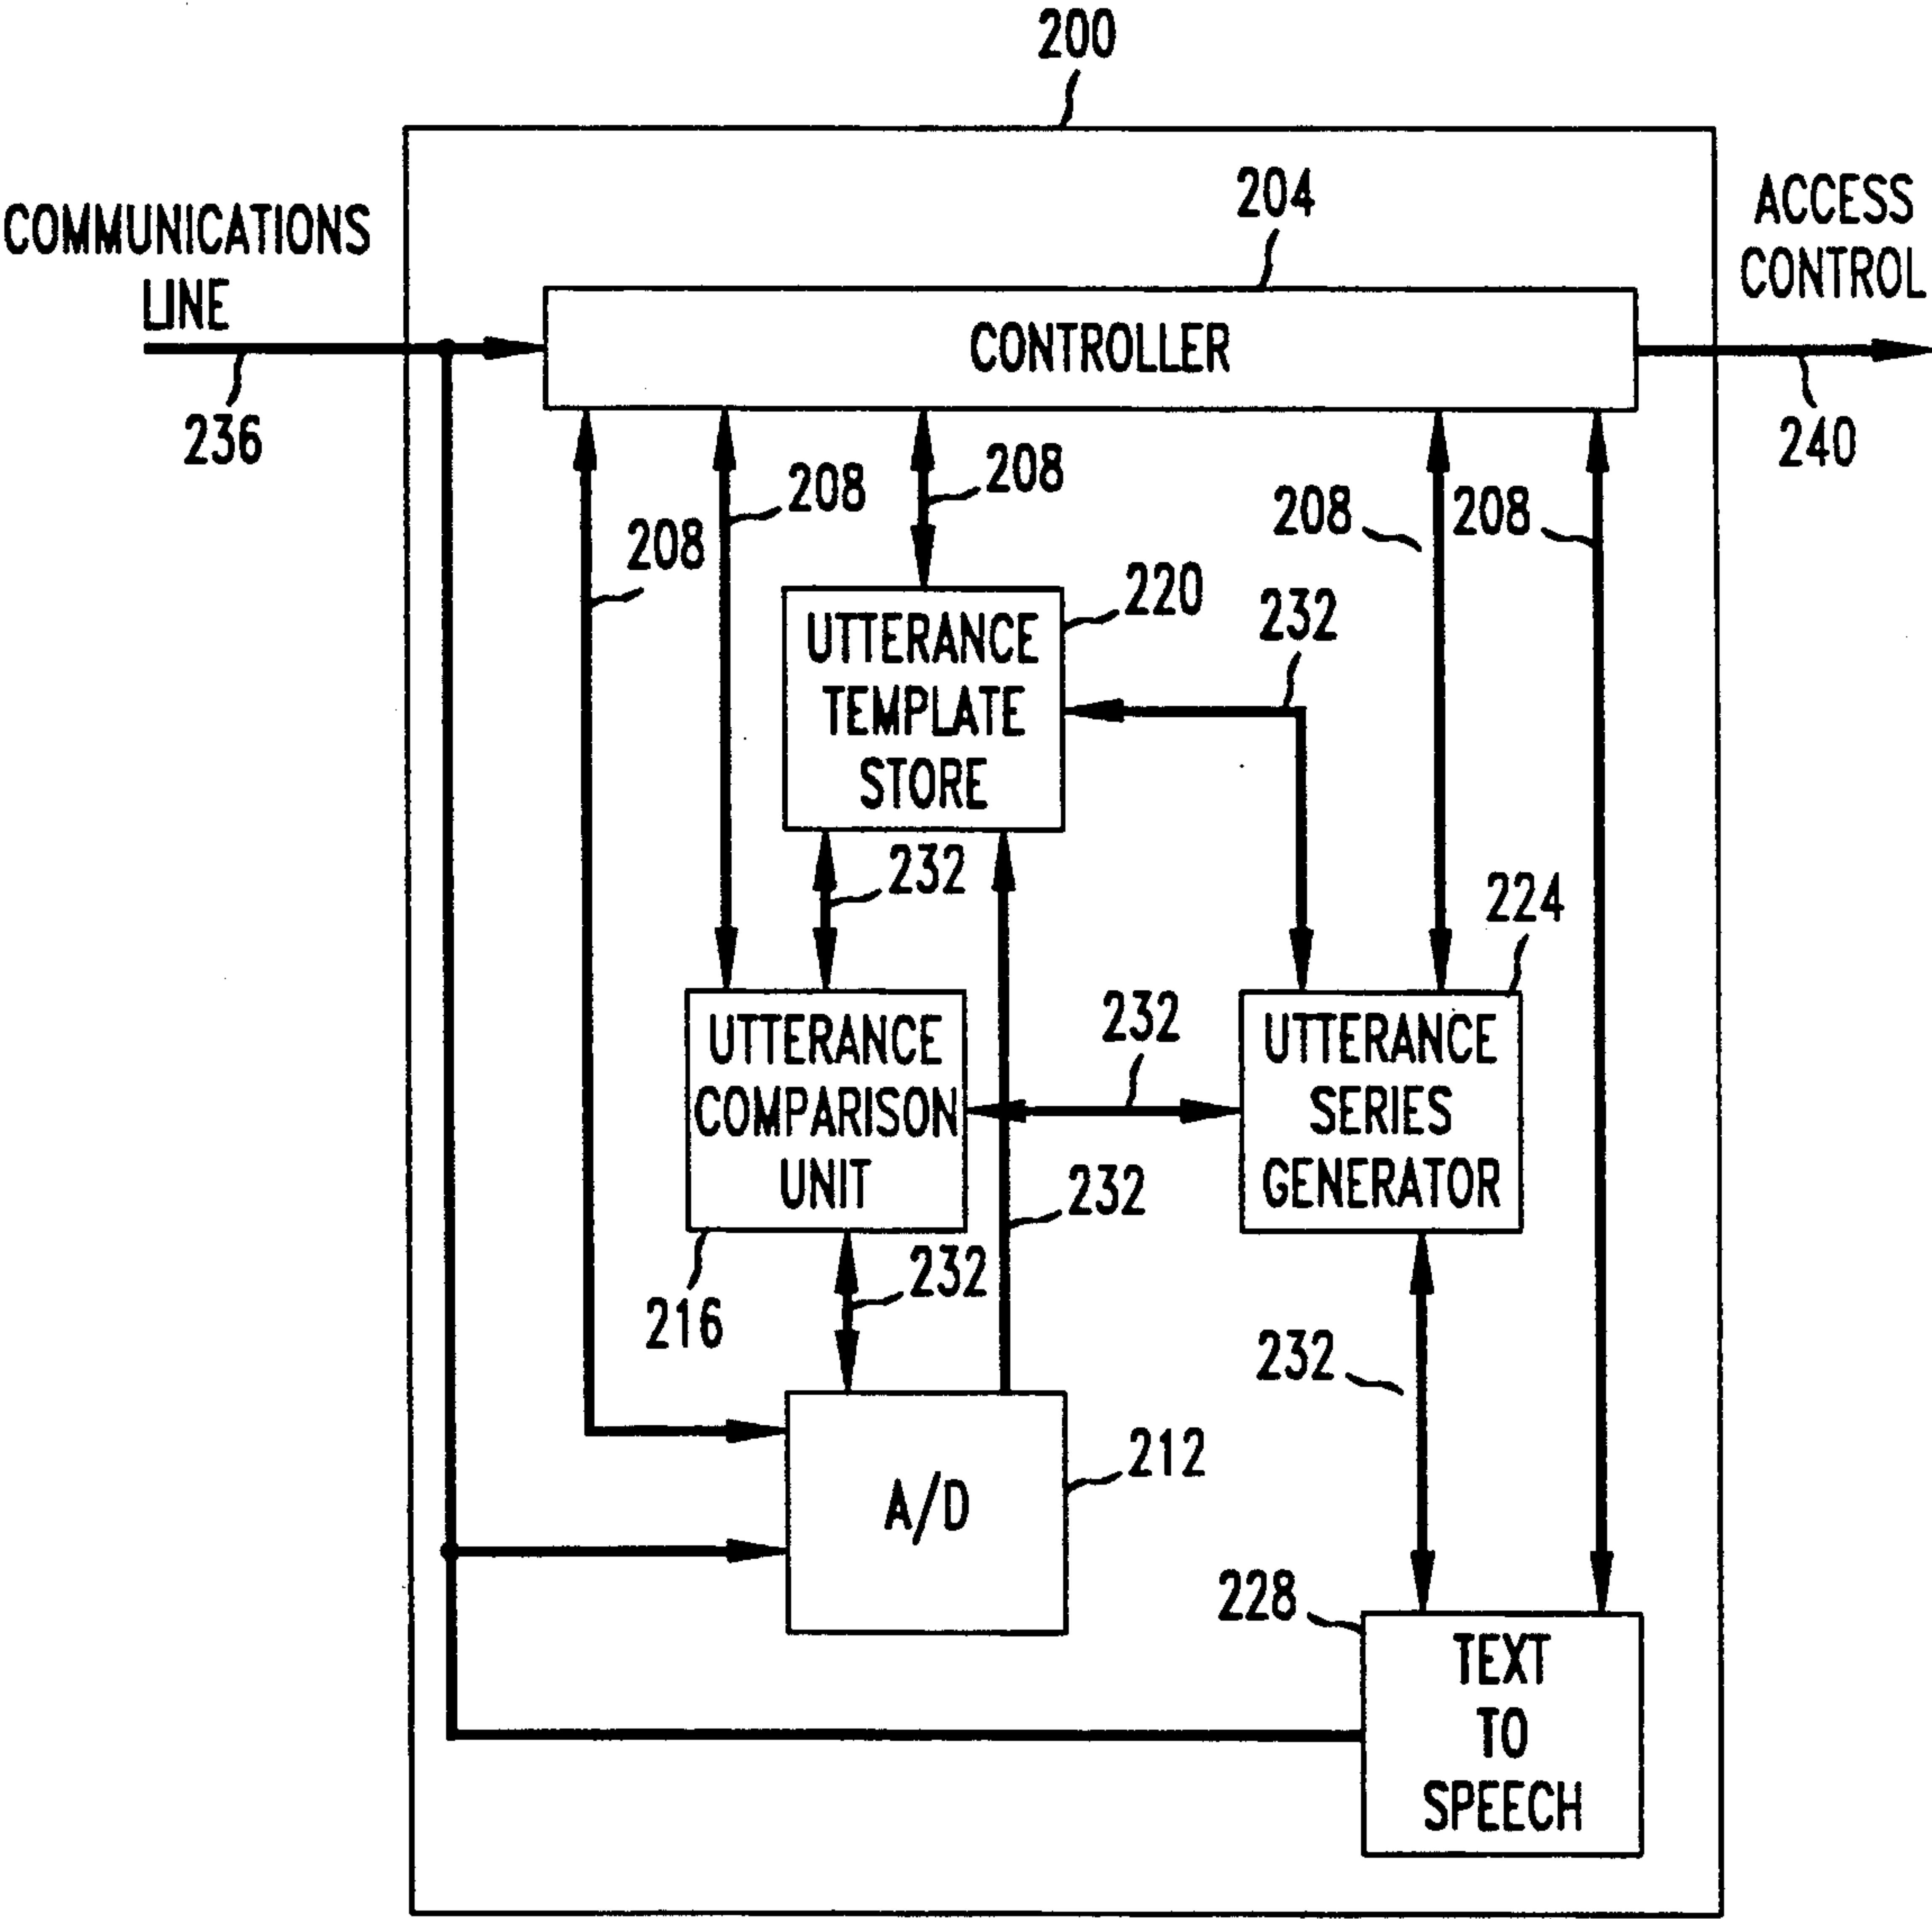 200
204
COMMUNICATIONS
LINE
ACCESS
CONTROL
CONTROLLER
236
240
208
208
208
208
208
220
UTTERANCE
TEMPLATE
STORE
232
232
224
UTTERANCE
COMPARISON
UNIT
232
UTTERANCE
SERIES
GENERATOR
232
232
216
232
A/D
212
228
TEXT
TO
SPEECH